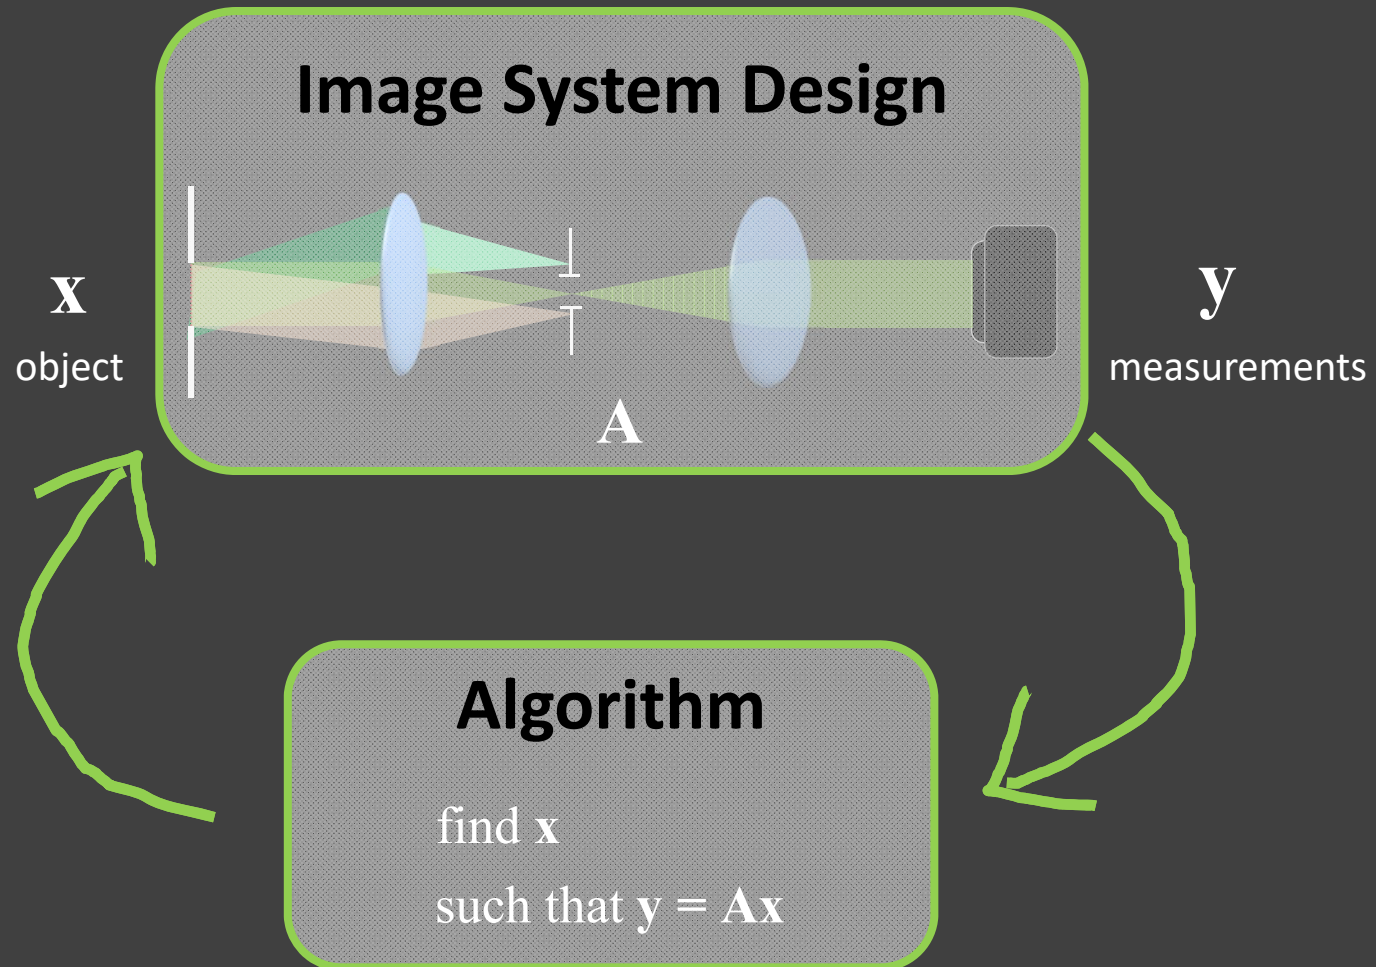 Image System Design
x
object
A
y
measurements
Algorithm
find x
such that y = Ax